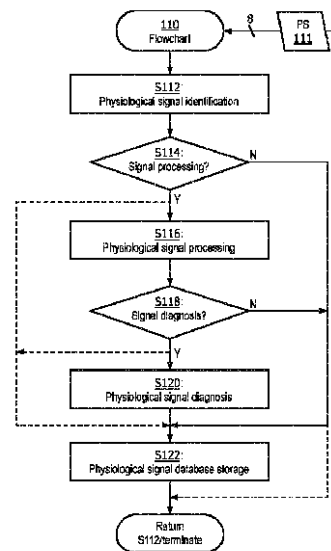 110
Flowchart
8
PS
111
S112:
Physiological signal identification
S114:
Signal processing?
N
Y
S116:
Physiological signal processing
S118:
Signal diagnosis?
N
Y
S120:
Physiological signal diagnosis
S122:
Physiological signal database storage
Return
S112/terminate